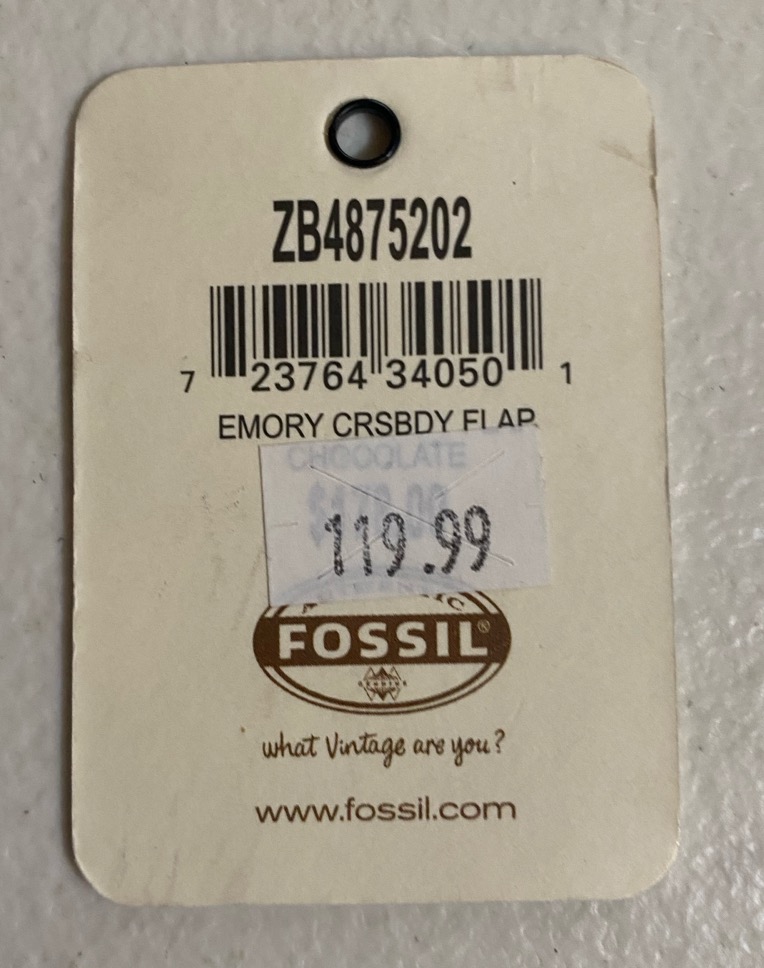 ZB4875202
7 23764 34050 1
EMORY CRSBDY FLAP
CHOCOLATE
119.99
FOSSIL®
what Vintage are you?
www.fossil.com